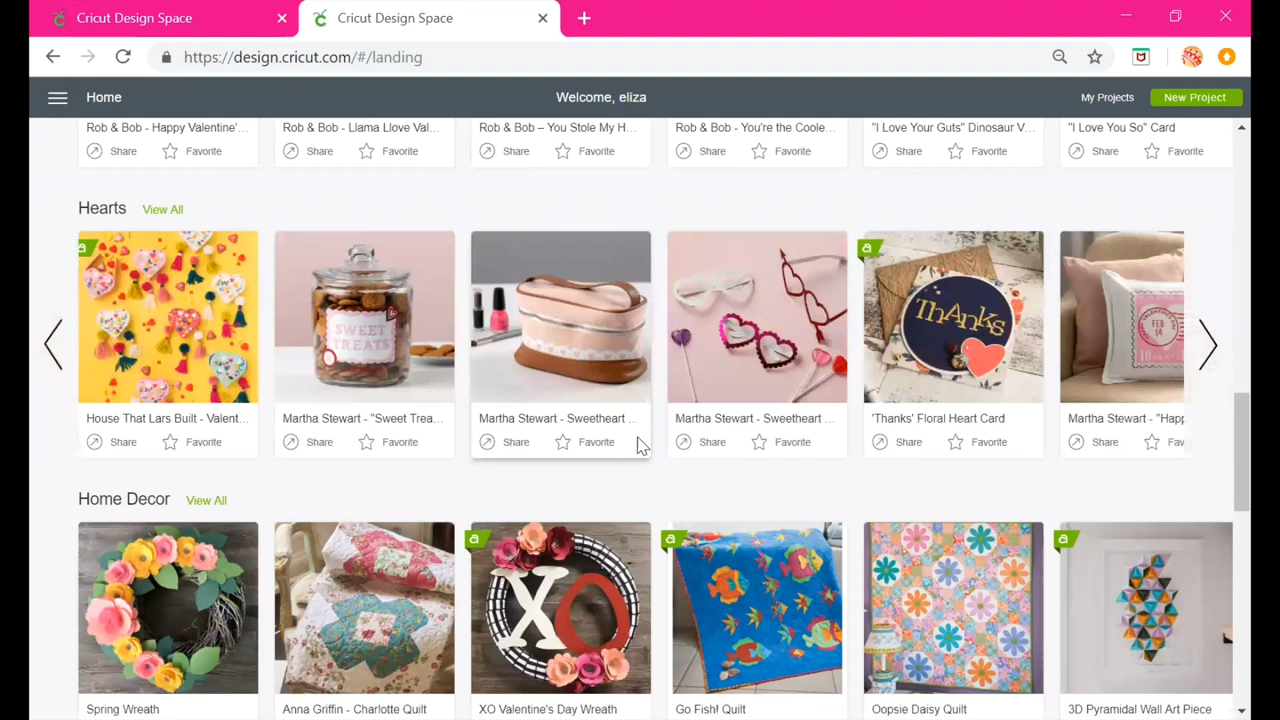 Cricut Design Space
Cricut Design Space
https://design.cricut.com/#/landing
Home
Welcome, eliza
My Projects
New Project
Rob & Bob - Happy Valentine'...
Rob & Bob - Llama Llove Val...
Rob & Bob – You Stole My H...
Rob & Bob - You're the Coole...
"I Love Your Guts" Dinosaur V...
"I Love You So" Card
Share Favorite
Share Favorite
Share Favorite
Share Favorite
Share Favorite
Share Favorite
Hearts View All
SWEET
TREATS
THANKS
FEB
14
House That Lars Built - Valent...
Martha Stewart - "Sweet Trea...
Martha Stewart - Sweetheart ...
Martha Stewart - Sweetheart ...
'Thanks' Floral Heart Card
Martha Stewart - "Happ
Share Favorite
Share Favorite
Share Favorite
Share Favorite
Share Favorite
Share Fav
Home Decor View All
XO
Spring Wreath
Anna Griffin - Charlotte Quilt
XO Valentine's Day Wreath
Go Fish! Quilt
Oopsie Daisy Quilt
3D Pyramidal Wall Art Piece